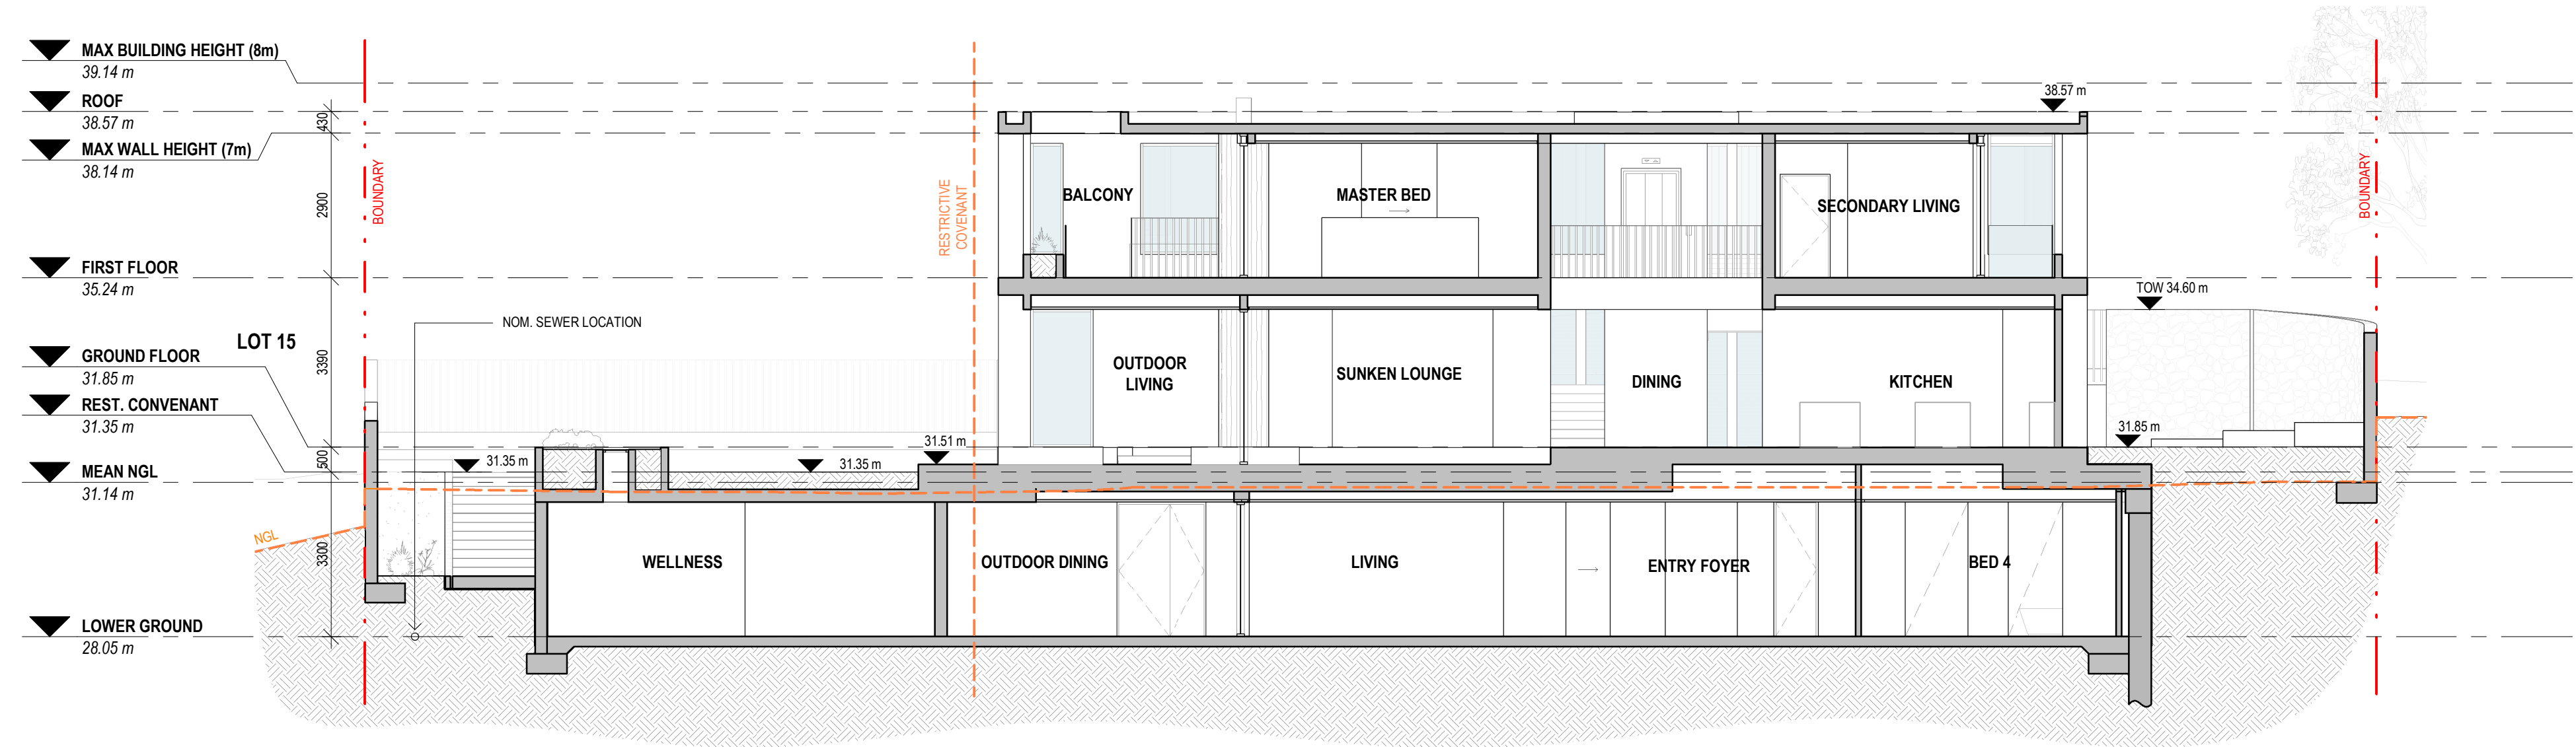 MAX BUILDING HEIGHT (8m)
39.14 m
ROOF
38.57 m
MAX WALL HEIGHT (7m)
38.14 m
FIRST FLOOR
35.24 m
LOT 15
GROUND FLOOR
31.85 m
REST. CONVENANT
31.35 m
MEAN NGL
31.14 m
NGL
LOWER GROUND
28.05 m
430
2900
3390
500
3300
BOUNDARY
NOM. SEWER LOCATION
RESTRICTIVE
COVENANT
38.57 m
BALCONY
MASTER BED
SECONDARY LIVING
BOUNDARY
TOW 34.60 m
OUTDOOR
LIVING
SUNKEN LOUNGE
DINING
KITCHEN
31.35 m
31.35 m
31.51 m
31.85 m
WELLNESS
OUTDOOR DINING
LIVING
ENTRY FOYER
BED 4